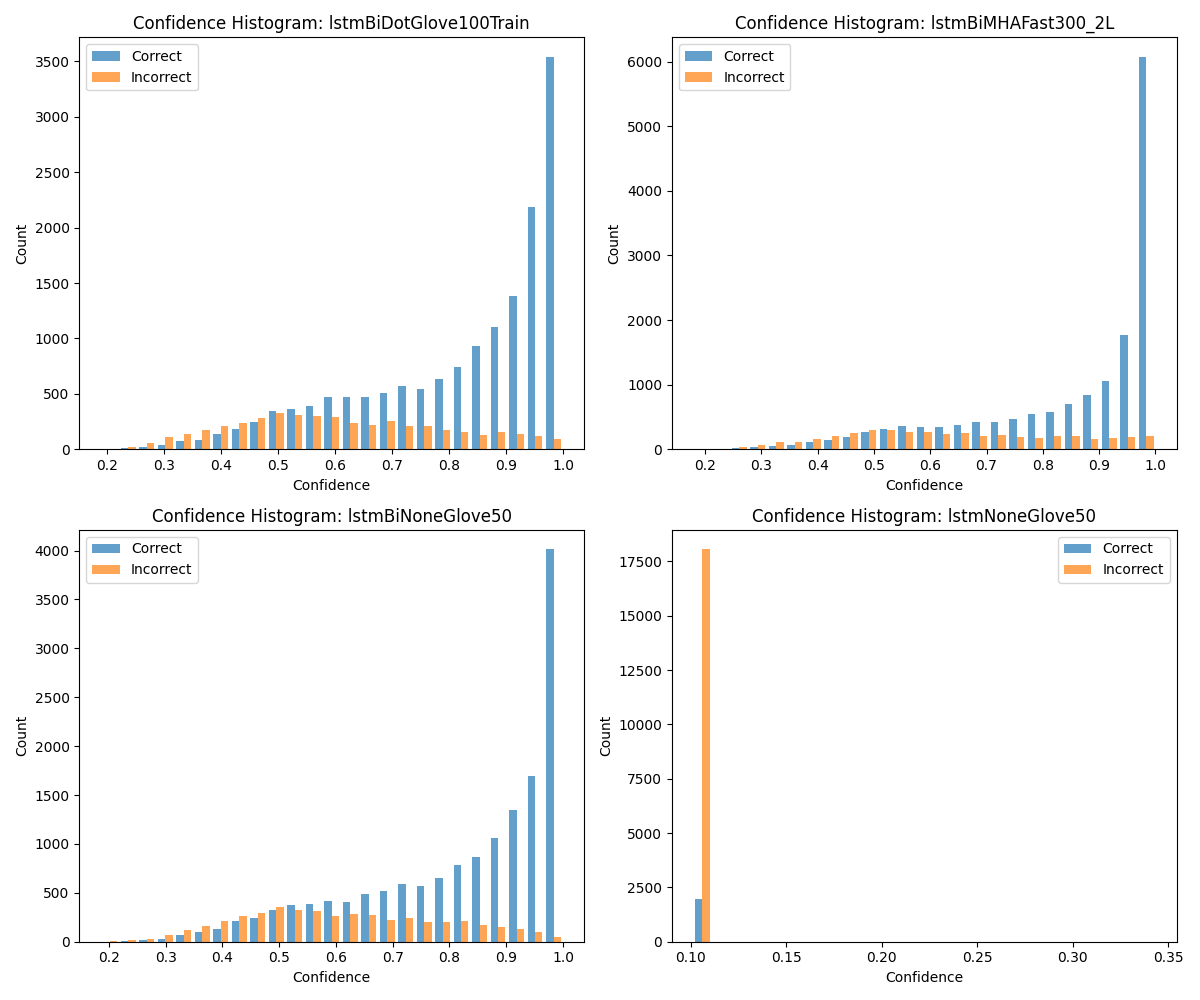 Confidence Histogram: lstmBiDotGlove100Train
Correct
Incorrect
3500
3000
2500
2000
1500
1000
500
0
Count
0.2 0.3 0.4 0.5 0.6 0.7 0.8 0.9 1.0
Confidence
Confidence Histogram: lstmBiMHAFast300_2L
Correct
Incorrect
6000
5000
4000
3000
2000
1000
0
Count
0.2 0.3 0.4 0.5 0.6 0.7 0.8 0.9 1.0
Confidence
Confidence Histogram: lstmBiNoneGlove50
Correct
Incorrect
4000
3500
3000
2500
2000
1500
1000
500
0
Count
0.2 0.3 0.4 0.5 0.6 0.7 0.8 0.9 1.0
Confidence
Confidence Histogram: lstmNoneGlove50
Correct
Incorrect
17500
15000
12500
10000
7500
5000
2500
0
Count
0.10 0.15 0.20 0.25 0.30 0.35
Confidence